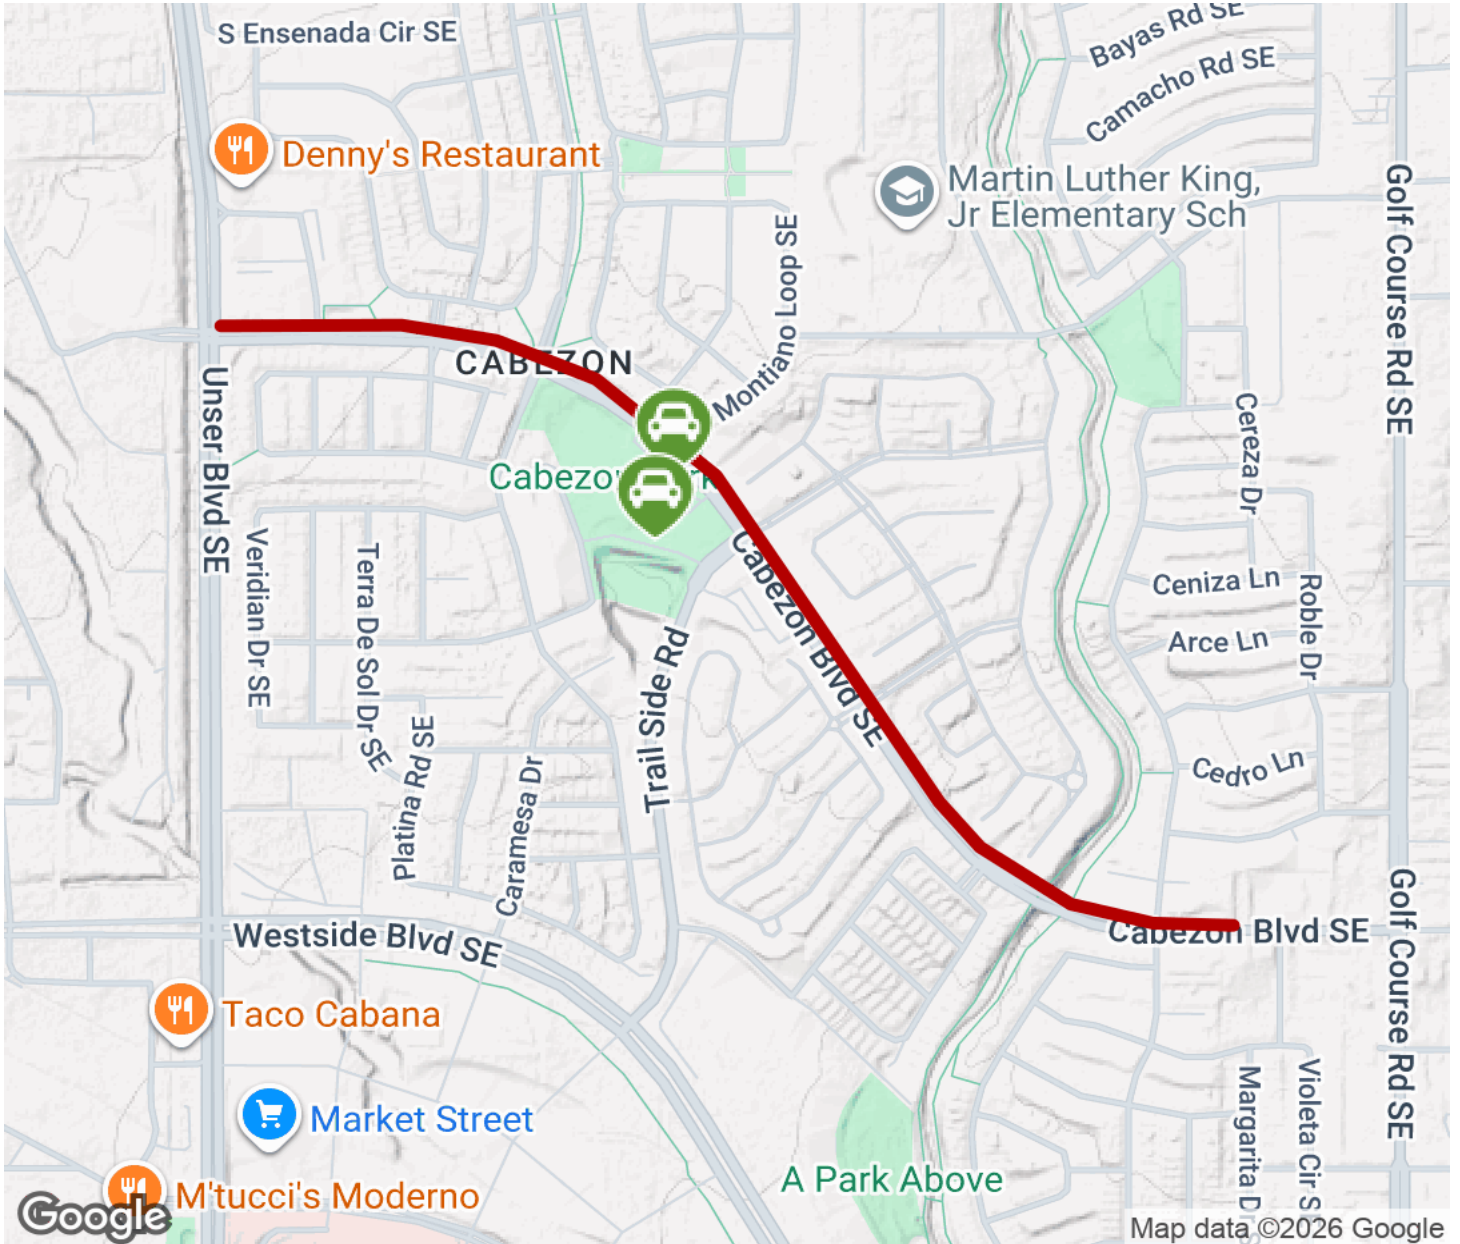 S Ensenada Cir SE
Bayas Rd SE
Camacho Rd SE
Denny's Restaurant
Martin Luther King,
Jr Elementary Sch
Golf Course Rd SE
Montiano Loop SE
CABEZON
Unser Blvd SE
Cereza Dr
Cabezon Blvd SE
Veridian Dr SE
Terra De Sol Dr SE
Ceniza Ln
Roble Dr
Arce Ln
Trail Side Rd
Platina Rd SE
Caramesa Dr
Cedro Ln
Golf Course Rd SE
Westside Blvd SE
Cabezon Blvd SE
Taco Cabana
Market Street
Margarita Dr S
Violeta Cir S
A Park Above
M'tucci's Moderno
Google
Map data ©2026 Google